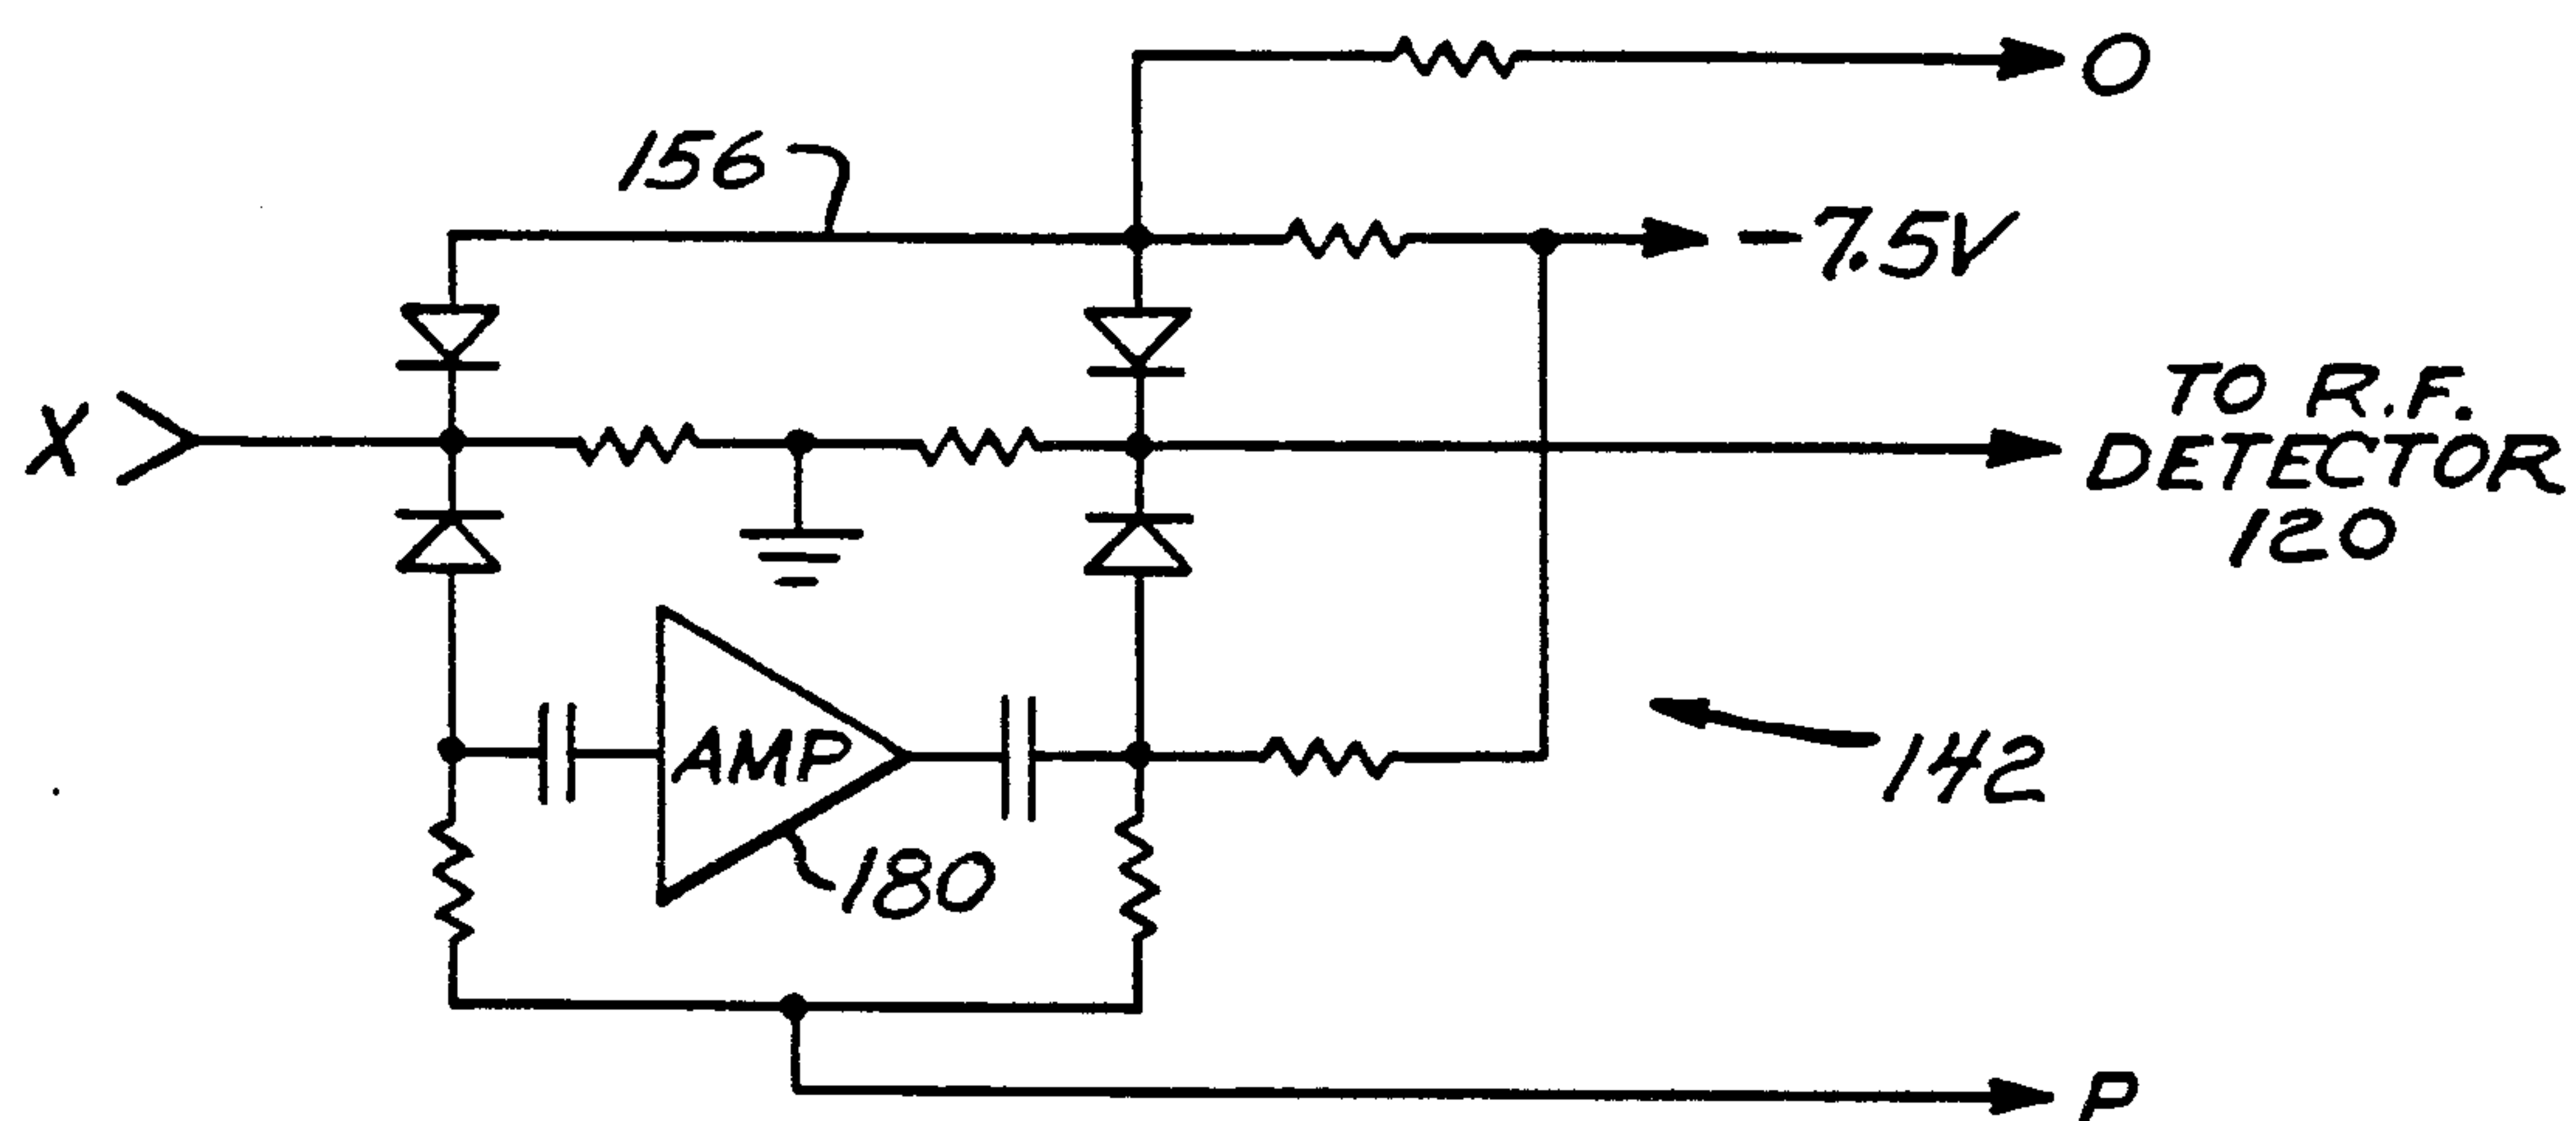 O
156
-7.5V
X
TO R.F.
DETECTOR
120
AMP
142
180
P